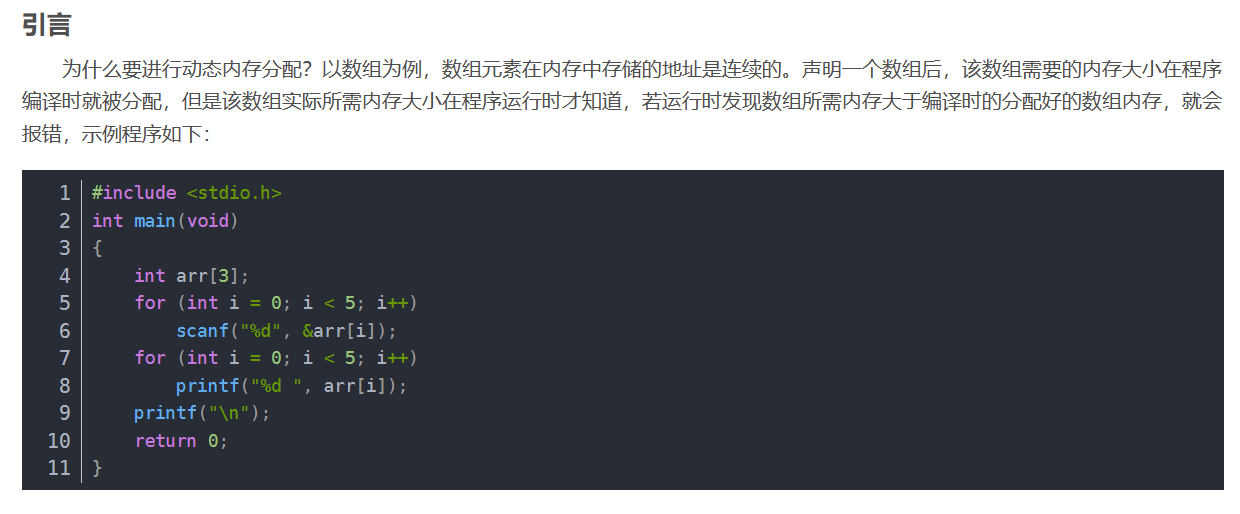 引言
为什么要进行动态内存分配？以数组为例，数组元素在内存中存储的地址是连续的。声明一个数组后，该数组需要的内存大小在程序
编译时就被分配，但是该数组实际所需内存大小在程序运行时才知道，若运行时发现数组所需内存大于编译时的分配好的数组内存，就会
报错，示例程序如下：
1 #include <stdio.h>
2 int main(void)
3 {
4     int arr[3];
5     for (int i = 0; i < 5; i++)
6         scanf("%d", &arr[i]);
7     for (int i = 0; i < 5; i++)
8         printf("%d ", arr[i]);
9     printf("\n");
10     return 0;
11 }